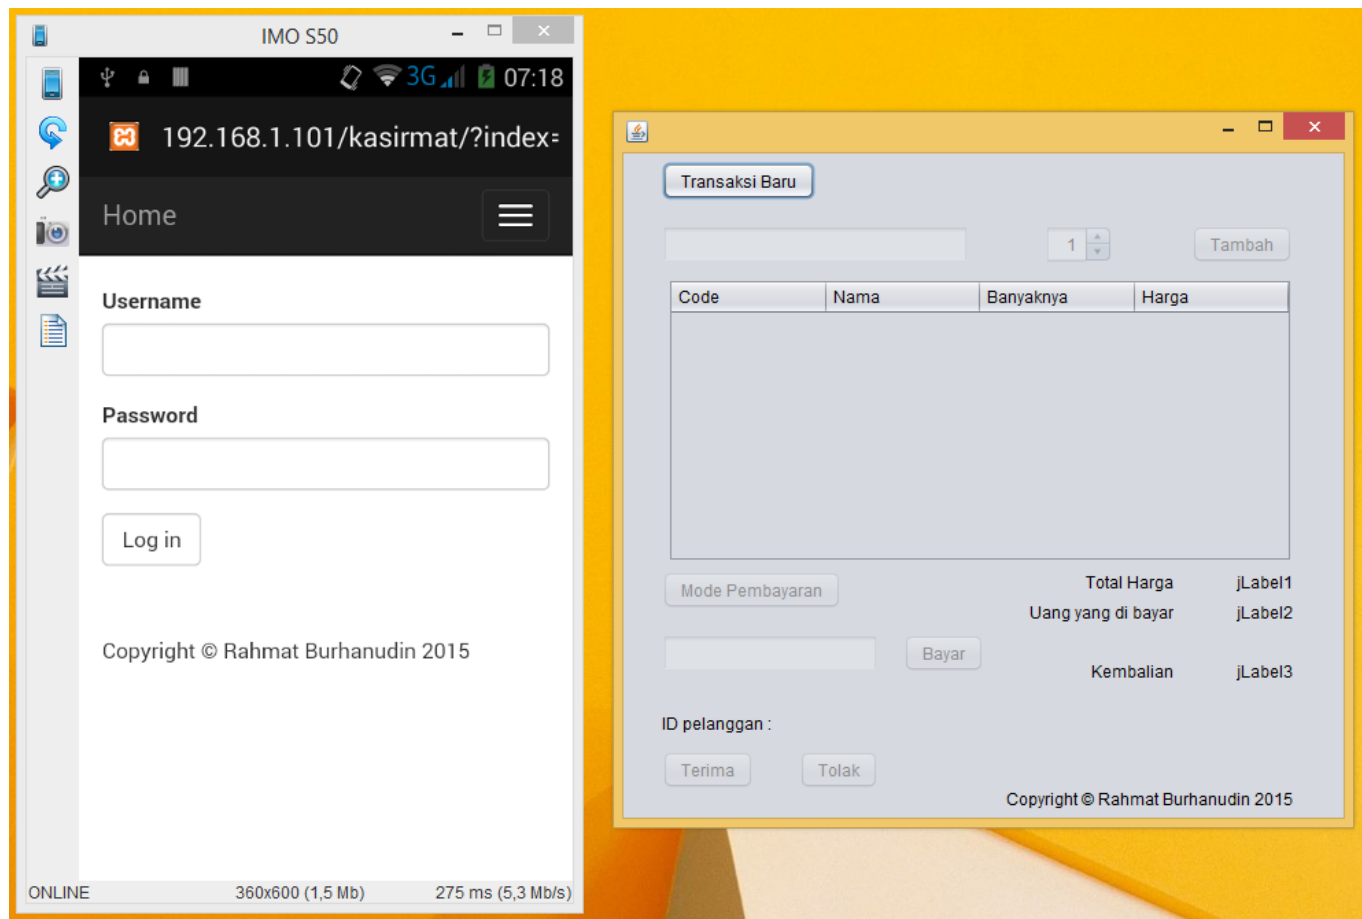 IMO S50
3G 07:18
192.168.1.101/kasirmat/?index=
Home
Username
Password
Log in
Copyright © Rahmat Burhanudin 2015
ONLINE 360x600 (1,5 Mb) 275 ms (5,3 Mb/s)
Transaksi Baru
1 Tambah
Code Nama Banyaknya Harga
Mode Pembayaran
Total Harga jLabel1
Uang yang di bayar jLabel2
Bayar
Kembalian jLabel3
ID pelanggan :
Terima Tolak
Copyright © Rahmat Burhanudin 2015